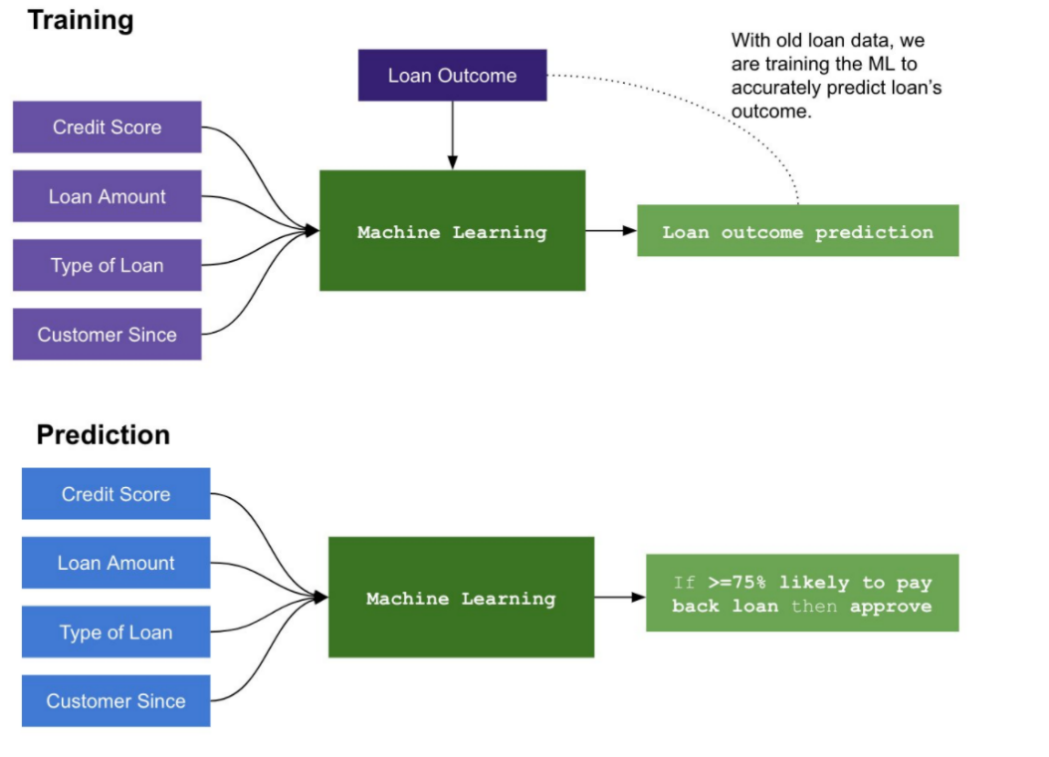 Training
With old loan data, we
are training the ML to
accurately predict loan's
outcome.
Loan Outcome
Credit Score
Loan Amount
Type of Loan
Customer Since
Machine Learning
Loan outcome prediction
Prediction
Credit Score
Loan Amount
Type of Loan
Customer Since
Machine Learning
If >=75% likely to pay
back loan then approve